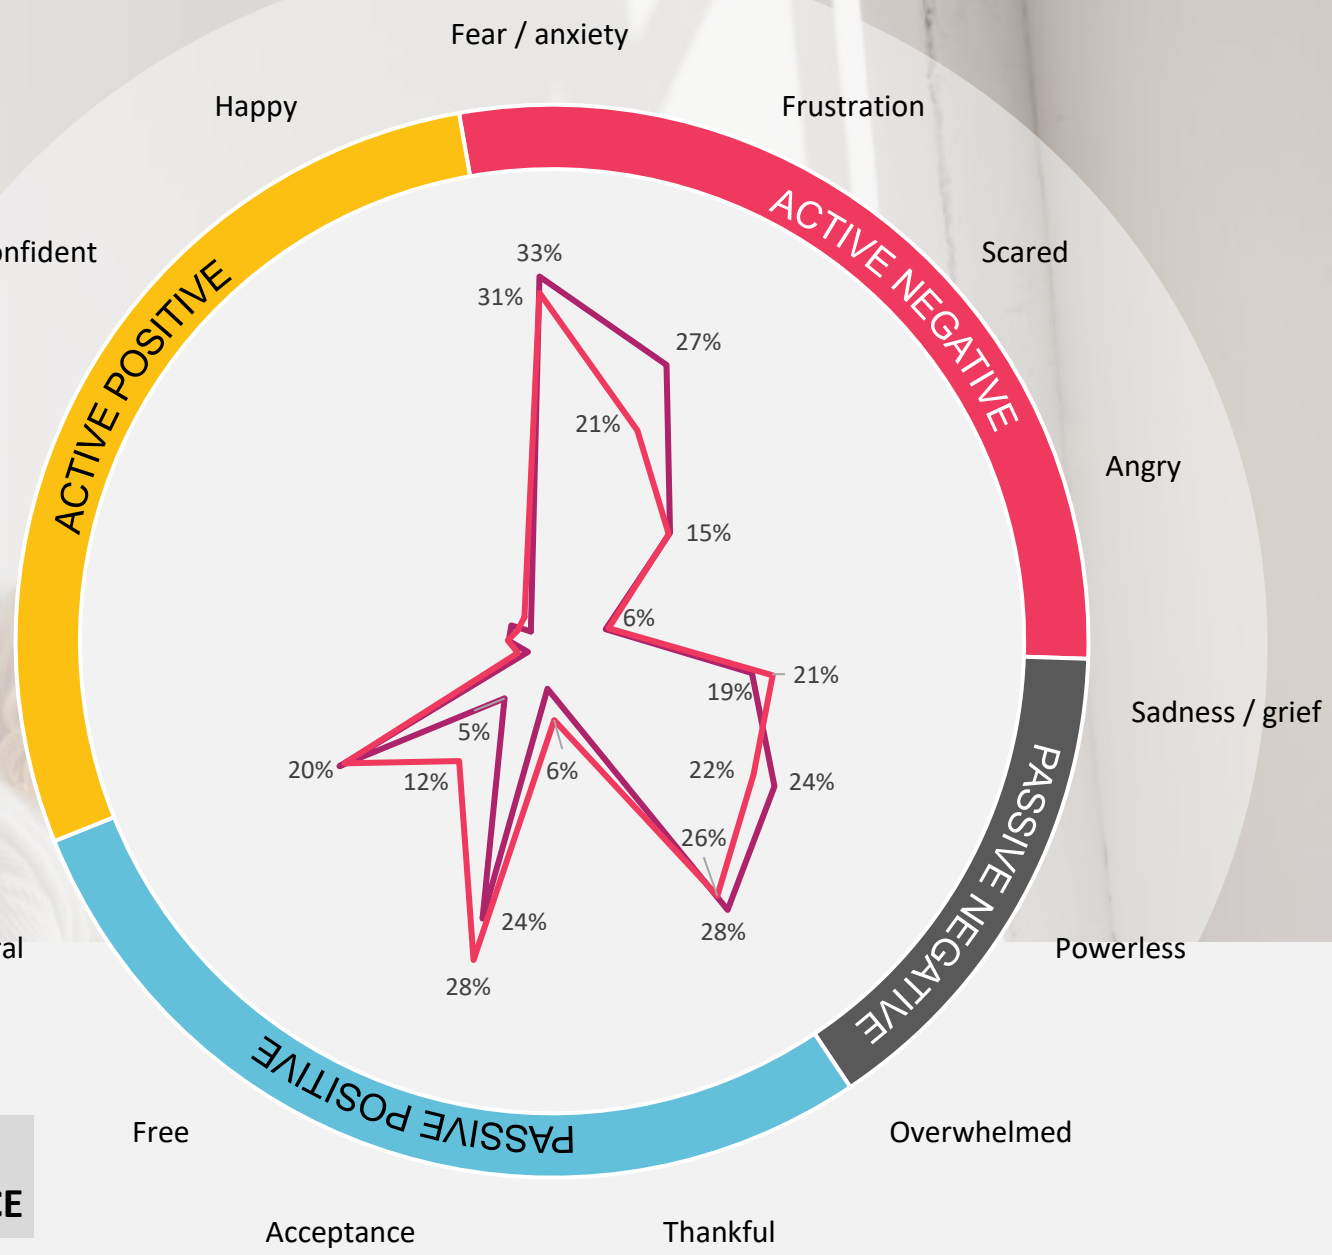 Fear / anxiety
Happy
Frustration
onfident
Scared
Angry
Sadness / grief
Powerless
Overwhelmed
Thankful
Acceptance
Free
ral
CE
ACTIVE POSITIVE
ACTIVE NEGATIVE
PASSIVE NEGATIVE
PASSIVE POSITIVE
33%
31%
27%
21%
15%
6%
21%
19%
22%
24%
26%
28%
6%
24%
28%
5%
12%
20%